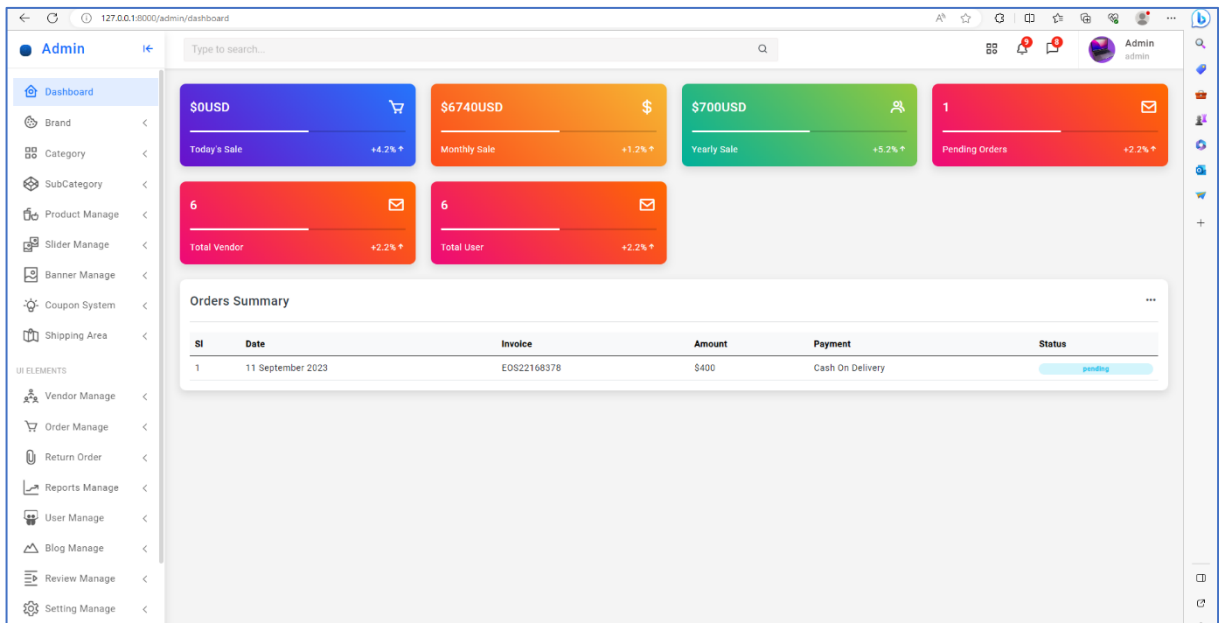 127.0.0.1:8000/admin/dashboard
Admin
Type to search...
9
8
Admin
admin
Dashboard
Brand
Category
SubCategory
Product Manage
Slider Manage
Banner Manage
Coupon System
Shipping Area
UI ELEMENTS
Vendor Manage
Order Manage
Return Order
Reports Manage
User Manage
Blog Manage
Review Manage
Setting Manage
$0USD
Today's Sale +4.2%
$6740USD $
Monthly Sale +1.2%
$700USD
Yearly Sale +5.2%
1
Pending Orders +2.2%
6
Total Vendor +2.2%
6
Total User +2.2%
Orders Summary
Sl Date Invoice Amount Payment Status
1 11 September 2023 EOS22168378 $400 Cash On Delivery pending